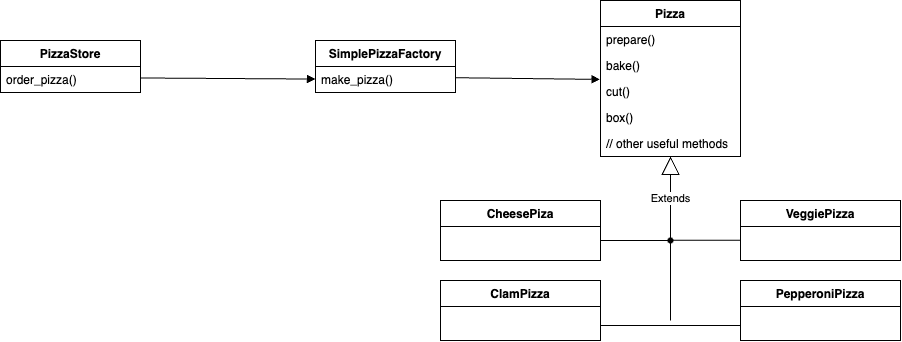 Pizza
prepare()
bake()
cut()
box()
// other useful methods
PizzaStore
order_pizza()
SimplePizzaFactory
make_pizza()
Extends
CheesePiza
VeggiePizza
ClamPizza
PepperoniPizza